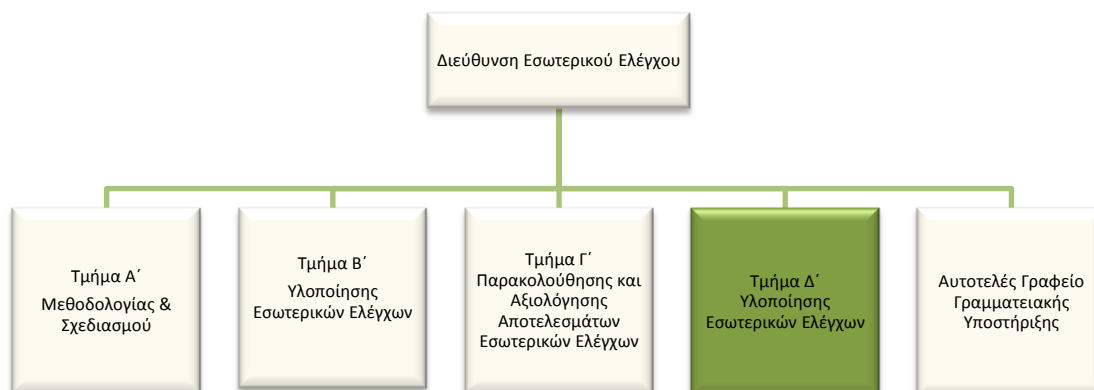 Διεύθυνση Εσωτερικού Ελέγχου
Τμήμα Α΄
Μεθοδολογίας &
Σχεδιασμού
Τμήμα Β΄
Υλοποίησης
Εσωτερικών Ελέγχων
Τμήμα Γ΄
Παρακολούθησης και
Αξιολόγησης
Αποτελεσμάτων
Εσωτερικών Ελέγχων
Τμήμα Δ΄
Υλοποίησης
Εσωτερικών Ελέγχων
Αυτοτελές Γραφείο
Γραμματειακής
Υποστήριξης